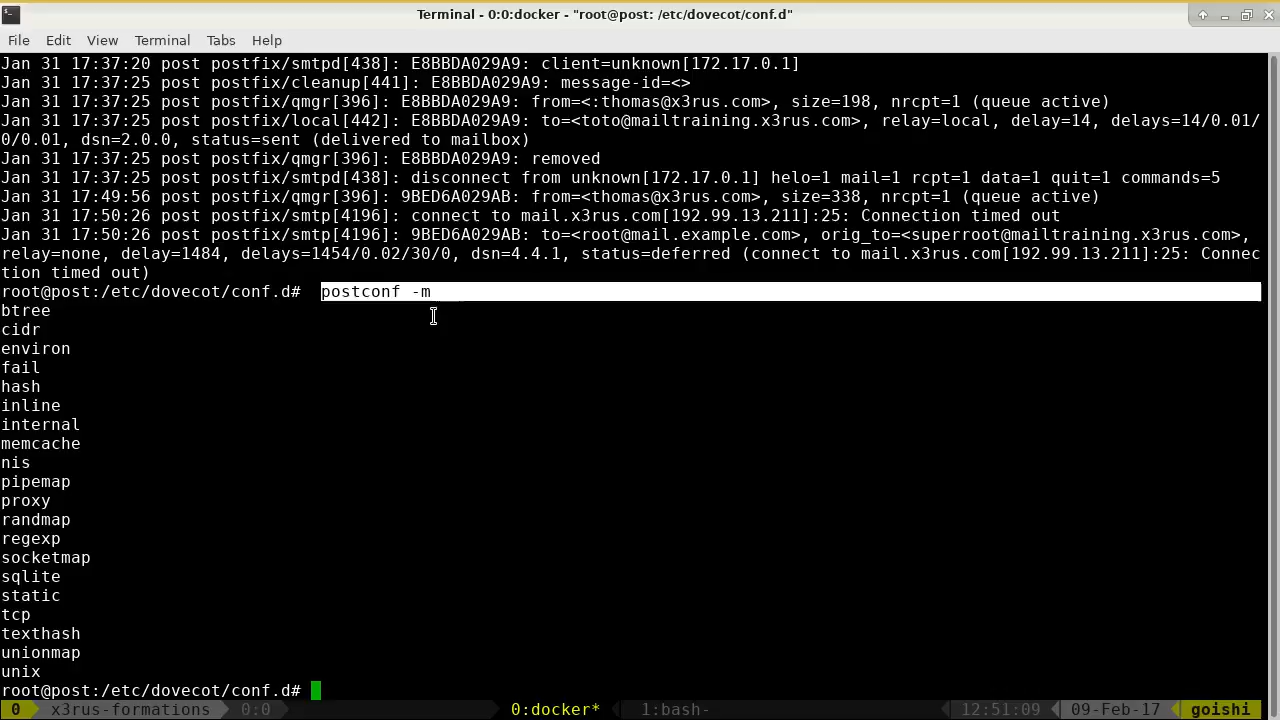 Terminal - 0:0:docker - "root@post: /etc/dovecot/conf.d"
File Edit View Terminal Tabs Help
Jan 31 17:37:20 post postfix/smtpd[438]: E8BBDA029A9: client=unknown[172.17.0.1]
Jan 31 17:37:25 post postfix/cleanup[441]: E8BBDA029A9: message-id=<>
Jan 31 17:37:25 post postfix/qmgr[396]: E8BBDA029A9: from=<:thomas@x3rus.com>, size=198, nrcpt=1 (queue active)
Jan 31 17:37:25 post postfix/local[442]: E8BBDA029A9: to=<toto@mailtraining.x3rus.com>, relay=local, delay=14, delays=14/0.01/
0/0.01, dsn=2.0.0, status=sent (delivered to mailbox)
Jan 31 17:37:25 post postfix/qmgr[396]: E8BBDA029A9: removed
Jan 31 17:37:25 post postfix/smtpd[438]: disconnect from unknown[172.17.0.1] helo=1 mail=1 rcpt=1 data=1 quit=1 commands=5
Jan 31 17:49:56 post postfix/qmgr[396]: 9BED6A029AB: from=<thomas@x3rus.com>, size=338, nrcpt=1 (queue active)
Jan 31 17:50:26 post postfix/smtp[4196]: connect to mail.x3rus.com[192.99.13.211]:25: Connection timed out
Jan 31 17:50:26 post postfix/smtp[4196]: 9BED6A029AB: to=<root@mail.example.com>, orig_to=<superroot@mailtraining.x3rus.com>,
relay=none, delay=1484, delays=1454/0.02/30/0, dsn=4.4.1, status=deferred (connect to mail.x3rus.com[192.99.13.211]:25: Connec
tion timed out)
root@post:/etc/dovecot/conf.d#  postconf -m
btree
cidr
environ
fail
hash
inline
internal
memcache
nis
pipemap
proxy
randmap
regexp
socketmap
sqlite
static
tcp
texthash
unionmap
unix
root@post:/etc/dovecot/conf.d#
0 x3rus-formations 0:0 0:docker* 1:bash- 12:51:09 09-Feb-17 goishi